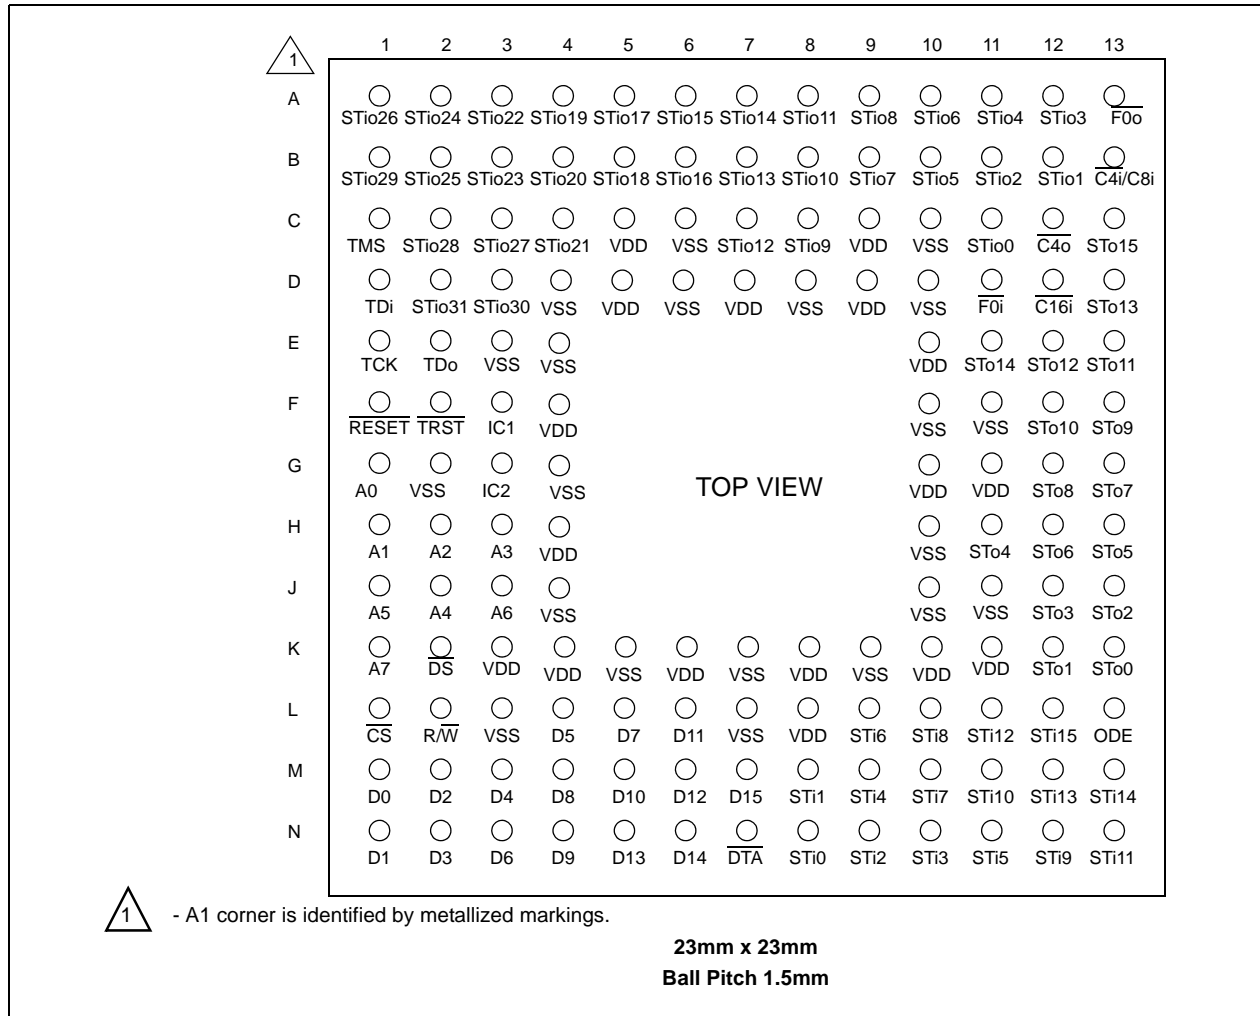 1 2 3 4 5 6 7 8 9 10 11 12 13
1
A
STio26 STio24 STio22 STio19 STio17 STio15 STio14 STio11 STio8 STio6 STio4 STio3 F0o
B
STio29 STio25 STio23 STio20 STio18 STio16 STio13 STio10 STio7 STio5 STio2 STio1 C4i/C8i
C
TMS STio28 STio27 STio21 VDD VSS STio12 STio9 VDD VSS STio0 C4o STo15
D
TDi STio31 STio30 VSS VDD VSS VDD VSS VDD VSS F0i C16i STo13
E
TCK TDo VSS VSS VDD STo14 STo12 STo11
F
RESET TRST IC1 VDD VSS VSS STo10 STo9
G
A0 VSS IC2 VSS TOP VIEW VDD VDD STo8 STo7
H
A1 A2 A3 VDD VSS STo4 STo6 STo5
J
A5 A4 A6 VSS VSS VSS STo3 STo2
K
A7 DS VDD VDD VSS VDD VSS VDD VSS VDD VDD STo1 STo0
L
CS R/W VSS D5 D7 D11 VSS VDD STi6 STi8 STi12 STi15 ODE
M
D0 D2 D4 D8 D10 D12 D15 STi1 STi4 STi7 STi10 STi13 STi14
N
D1 D3 D6 D9 D13 D14 DTA STi0 STi2 STi3 STi5 STi9 STi11
1 - A1 corner is identified by metallized markings.
23mm x 23mm
Ball Pitch 1.5mm